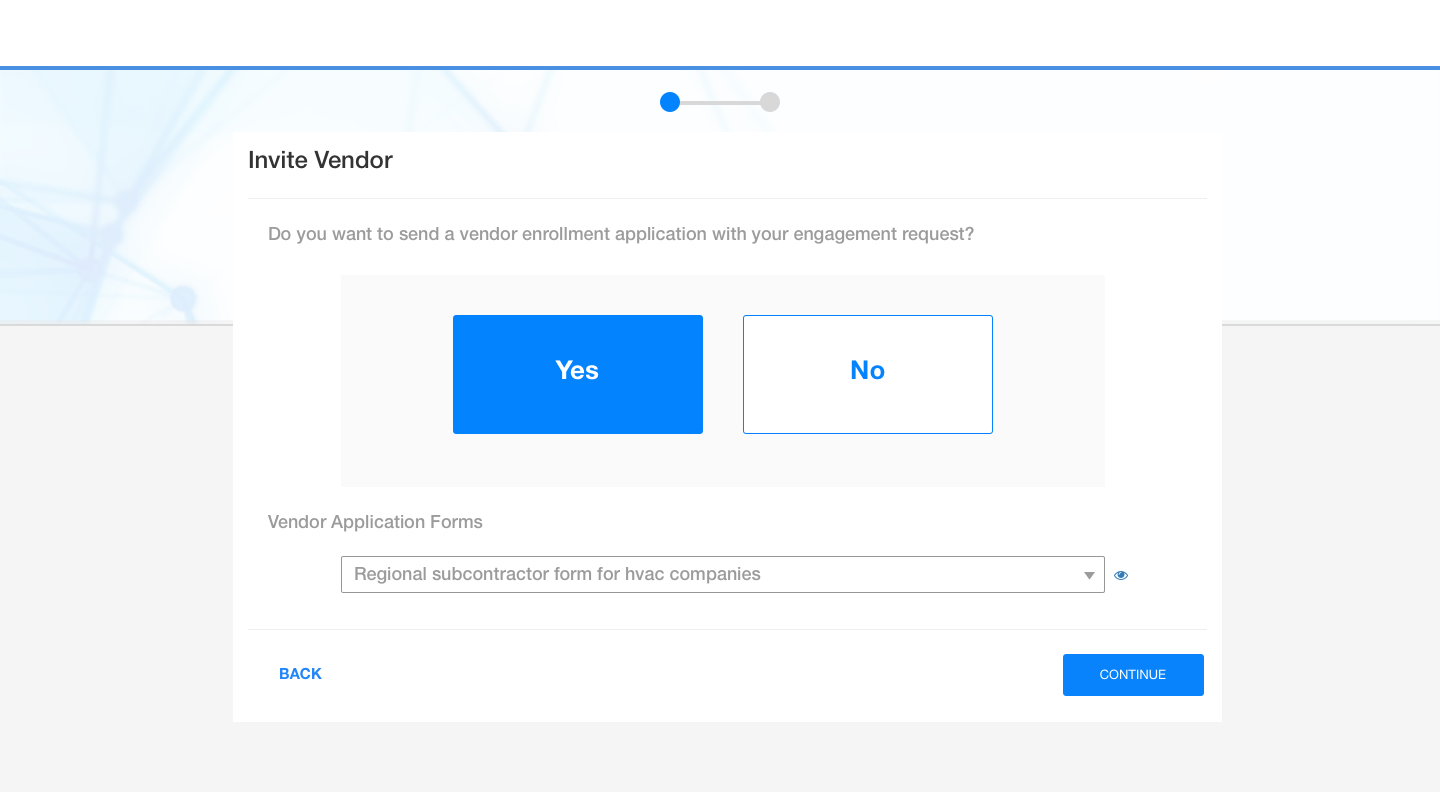 Invite Vendor
Do you want to send a vendor enrollment application with your engagement request?
Yes
No
Vendor Application Forms
Regional subcontractor form for hvac companies
BACK
CONTINUE